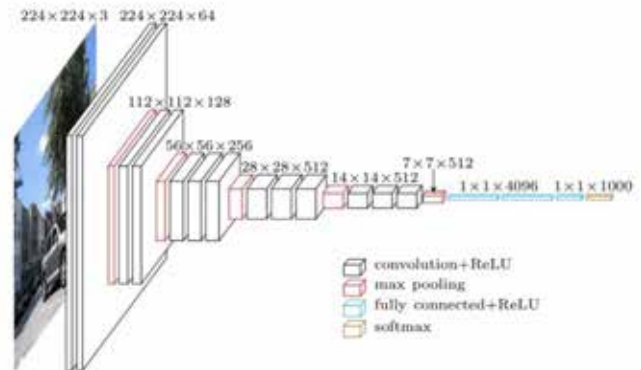 224×224×3 224×224×64
112×112×128
56×56×256
28×28×512
14×14×512
7×7×512
1×1×4096 1×1×1000
convolution+ReLU
max pooling
fully connected+ReLU
softmax